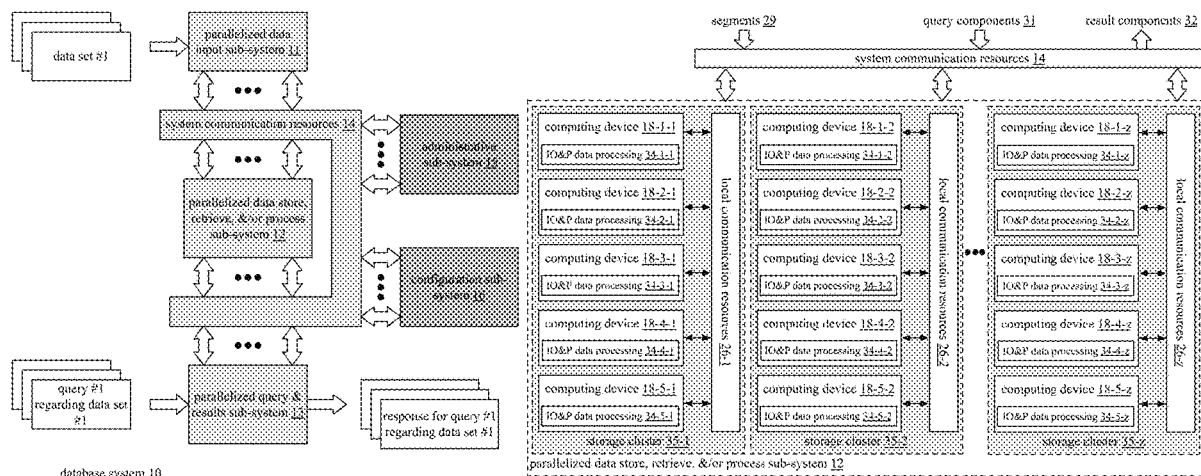 data set #1
parallelized data
input sub-system 11
system communication resources 14
administrative
sub-system 15
parallelized data store,
retrieve, &/or process
sub-system 12
configuration sub-
system 16
query #1
regarding data set
#1
parallelized query &
results sub-system 13
response for query #1
regarding data set #1
database system 10
segments 29
query components 31
result components 32
system communication resources 14
computing device 18-1-1
IO&P data processing 34-1-1
computing device 18-2-1
IO&P data processing 34-2-1
computing device 18-3-1
IO&P data processing 34-3-1
computing device 18-4-1
IO&P data processing 34-4-1
computing device 18-5-1
IO&P data processing 34-5-1
local communication resources 26-1
storage cluster 35-1
computing device 18-1-2
IO&P data processing 34-1-2
computing device 18-2-2
IO&P data processing 34-2-2
computing device 18-3-2
IO&P data processing 34-3-2
computing device 18-4-2
IO&P data processing 34-4-2
computing device 18-5-2
IO&P data processing 34-5-2
local communication resources 26-2
storage cluster 35-2
computing device 18-1-z
IO&P data processing 34-1-z
computing device 18-2-z
IO&P data processing 34-2-z
computing device 18-3-z
IO&P data processing 34-3-z
computing device 18-4-z
IO&P data processing 34-4-z
computing device 18-5-z
IO&P data processing 34-5-z
local communication resources 26-z
storage cluster 35-z
parallelized data store, retrieve, &/or process sub-system 12